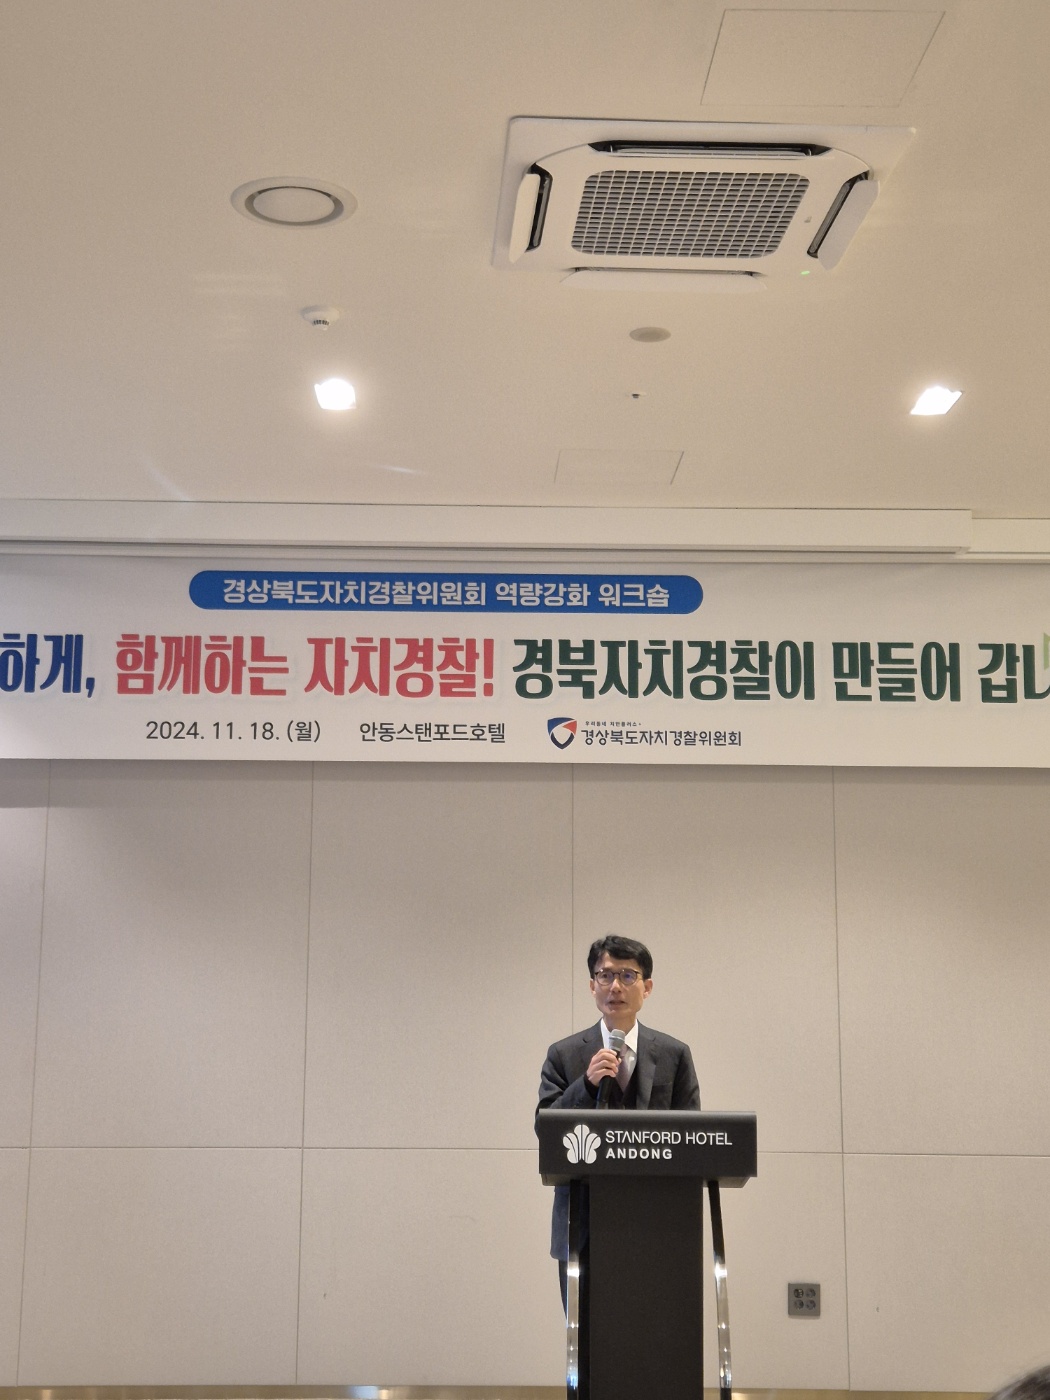 경상북도자치경찰위원회 역량강화 워크숍
하게, 함께하는 자치경찰! 경북자치경찰이 만들어 갑니
2024. 11. 18. (월) 안동스탠포드호텔 경상북도자치경찰위원회
STANFORD HOTEL
ANDONG